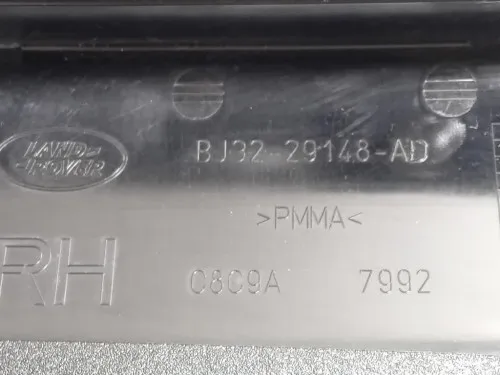 LAND-
-ROVER
BJ32-29148-AD
>PMMA<
RH
C8C9A 7992